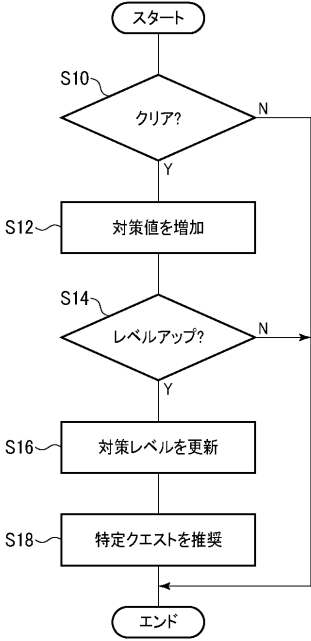 スタート
S10
クリア?
N
Y
S12
対策値を増加
S14
レベルアップ?
N
Y
S16
対策レベルを更新
S18
特定クエストを推奨
エンド